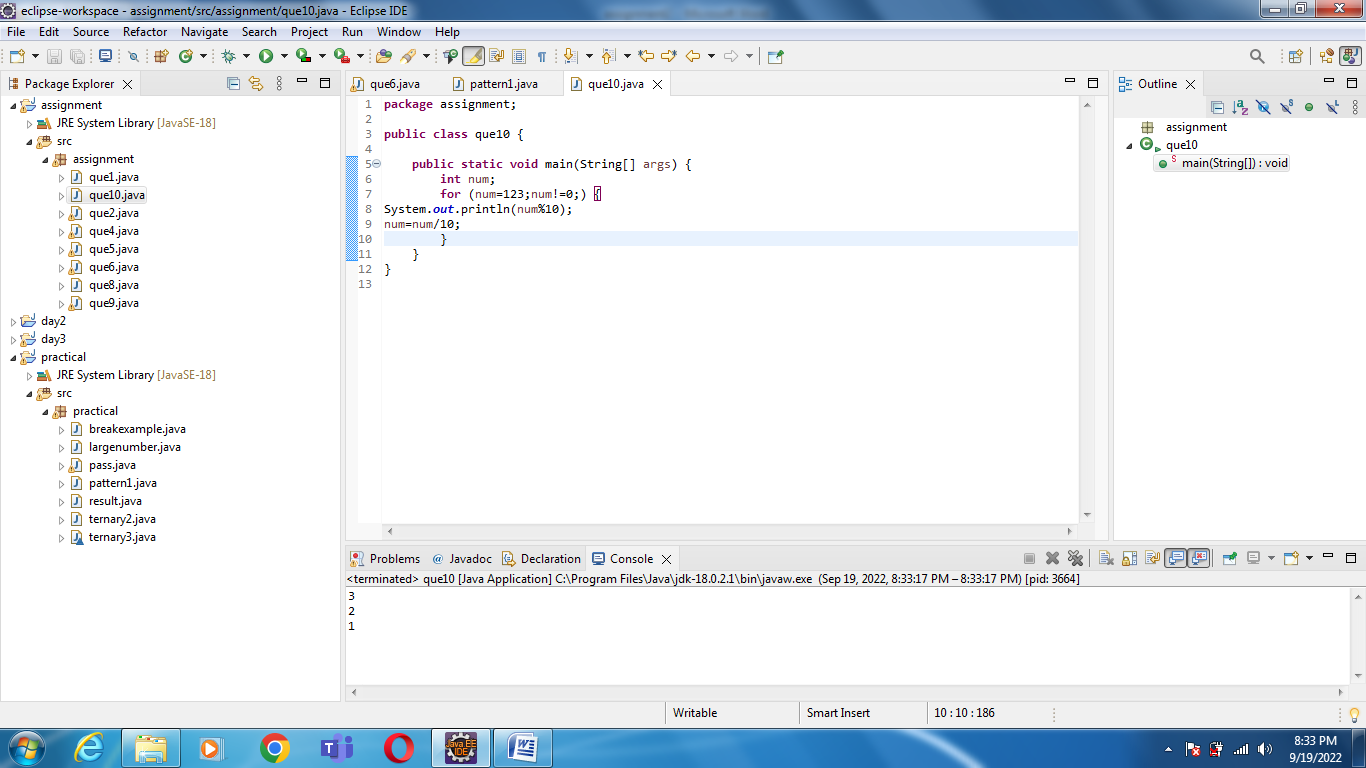 eclipse-workspace - assignment/src/assignment/que10.java - Eclipse IDE
File Edit Source Refactor Navigate Search Project Run Window Help
Package Explorer
assignment
JRE System Library [JavaSE-18]
src
assignment
que1.java
que10.java
que2.java
que4.java
que5.java
que6.java
que8.java
que9.java
day2
day3
practical
JRE System Library [JavaSE-18]
src
practical
breakexample.java
largenumber.java
pass.java
pattern1.java
result.java
ternary2.java
ternary3.java
que6.java pattern1.java que10.java
1 package assignment;
2
3 public class que10 {
4
5 public static void main(String[] args) {
6 int num;
7 for (num=123;num!=0;) {
8 System.out.println(num%10);
9 num=num/10;
10 }
11 }
12 }
13
Outline
assignment
que10
main(String[]) : void
Problems @ Javadoc Declaration Console
<terminated> que10 [Java Application] C:\Program Files\Java\jdk-18.0.2.1\bin\javaw.exe (Sep 19, 2022, 8:33:17 PM – 8:33:17 PM) [pid: 3664]
3
2
1
Writable Smart Insert 10 : 10 : 186
Java EE
IDE
8:33 PM
9/19/2022